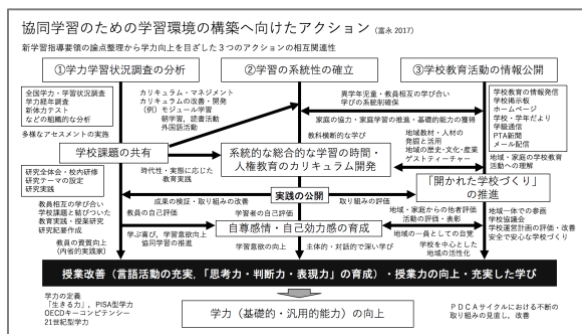 協同学習のための学習環境の構築へ向けたアクション（富永 2017）
新学習指導要領の論点整理から学力向上を目ざした３つのアクションの相互関連性
①学力学習状況調査の分析
②学習の系統性の確立
③学校教育活動の情報公開
全国学力・学習状況調査
学力経年調査
新体力テスト
などの組織的な分析
カリキュラム・マネジメント
カリキュラムの改善・開発
（例）モジュール学習
朝学習、読書活動
外国語活動
異学年児童・教員相互の学び合い
学びの系統制確保
家庭の協力・家庭学習の推進・基礎的能力の獲得
学校教育の情報発信
学校掲示板
ホームページ
学校・学年だより
学級通信
PTA新聞
メール配信
多様なアセスメントの実施
教科横断的な学び
地域教材・人材の
発掘と活用
地域の歴史・文化・産業
ゲストティーチャー
地域・家庭の学校教育
活動への理解
学校課題の共有
系統的な総合的な学習の時間・
人権教育のカリキュラム開発
時代性・実態に応じた
教育実践
研究全体会・校内研修
研究テーマの設定
研究実践
実践の公開
「開かれた学校づくり」
の推進
成果の検証・取り組みの改善
取り組みの評価
教員相互の学び合い
学校課題と結びついた
教育実践・授業研究
研究紀要作成
教員の自己評価
学習者の自己評価
地域・家庭からの他者評価
活動の評価・表彰
地域一体での参画
学校協議会
学校運営計画の評価・改善
安全で安心な学校づくり
自尊感情・自己効力感の育成
学ぶ喜び、学習意欲向上
協同学習の推進
地域の一員としての自覚
教員の資質向上
（内省的実践家）
学習意欲の向上
主体的・対話的で深い学び
学校を中心とした
地域の活性化
授業改善（言語活動の充実，「思考力・判断力・表現力」の育成）・授業力の向上・充実した学び
学力の定義
「生きる力」，PISA型学力
OECDキーコンピテンシー
21世紀型学力
学力（基礎的・汎用的能力）の向上
ＰＤＣＡサイクルにおける不断の
取り組みの見直し，改善